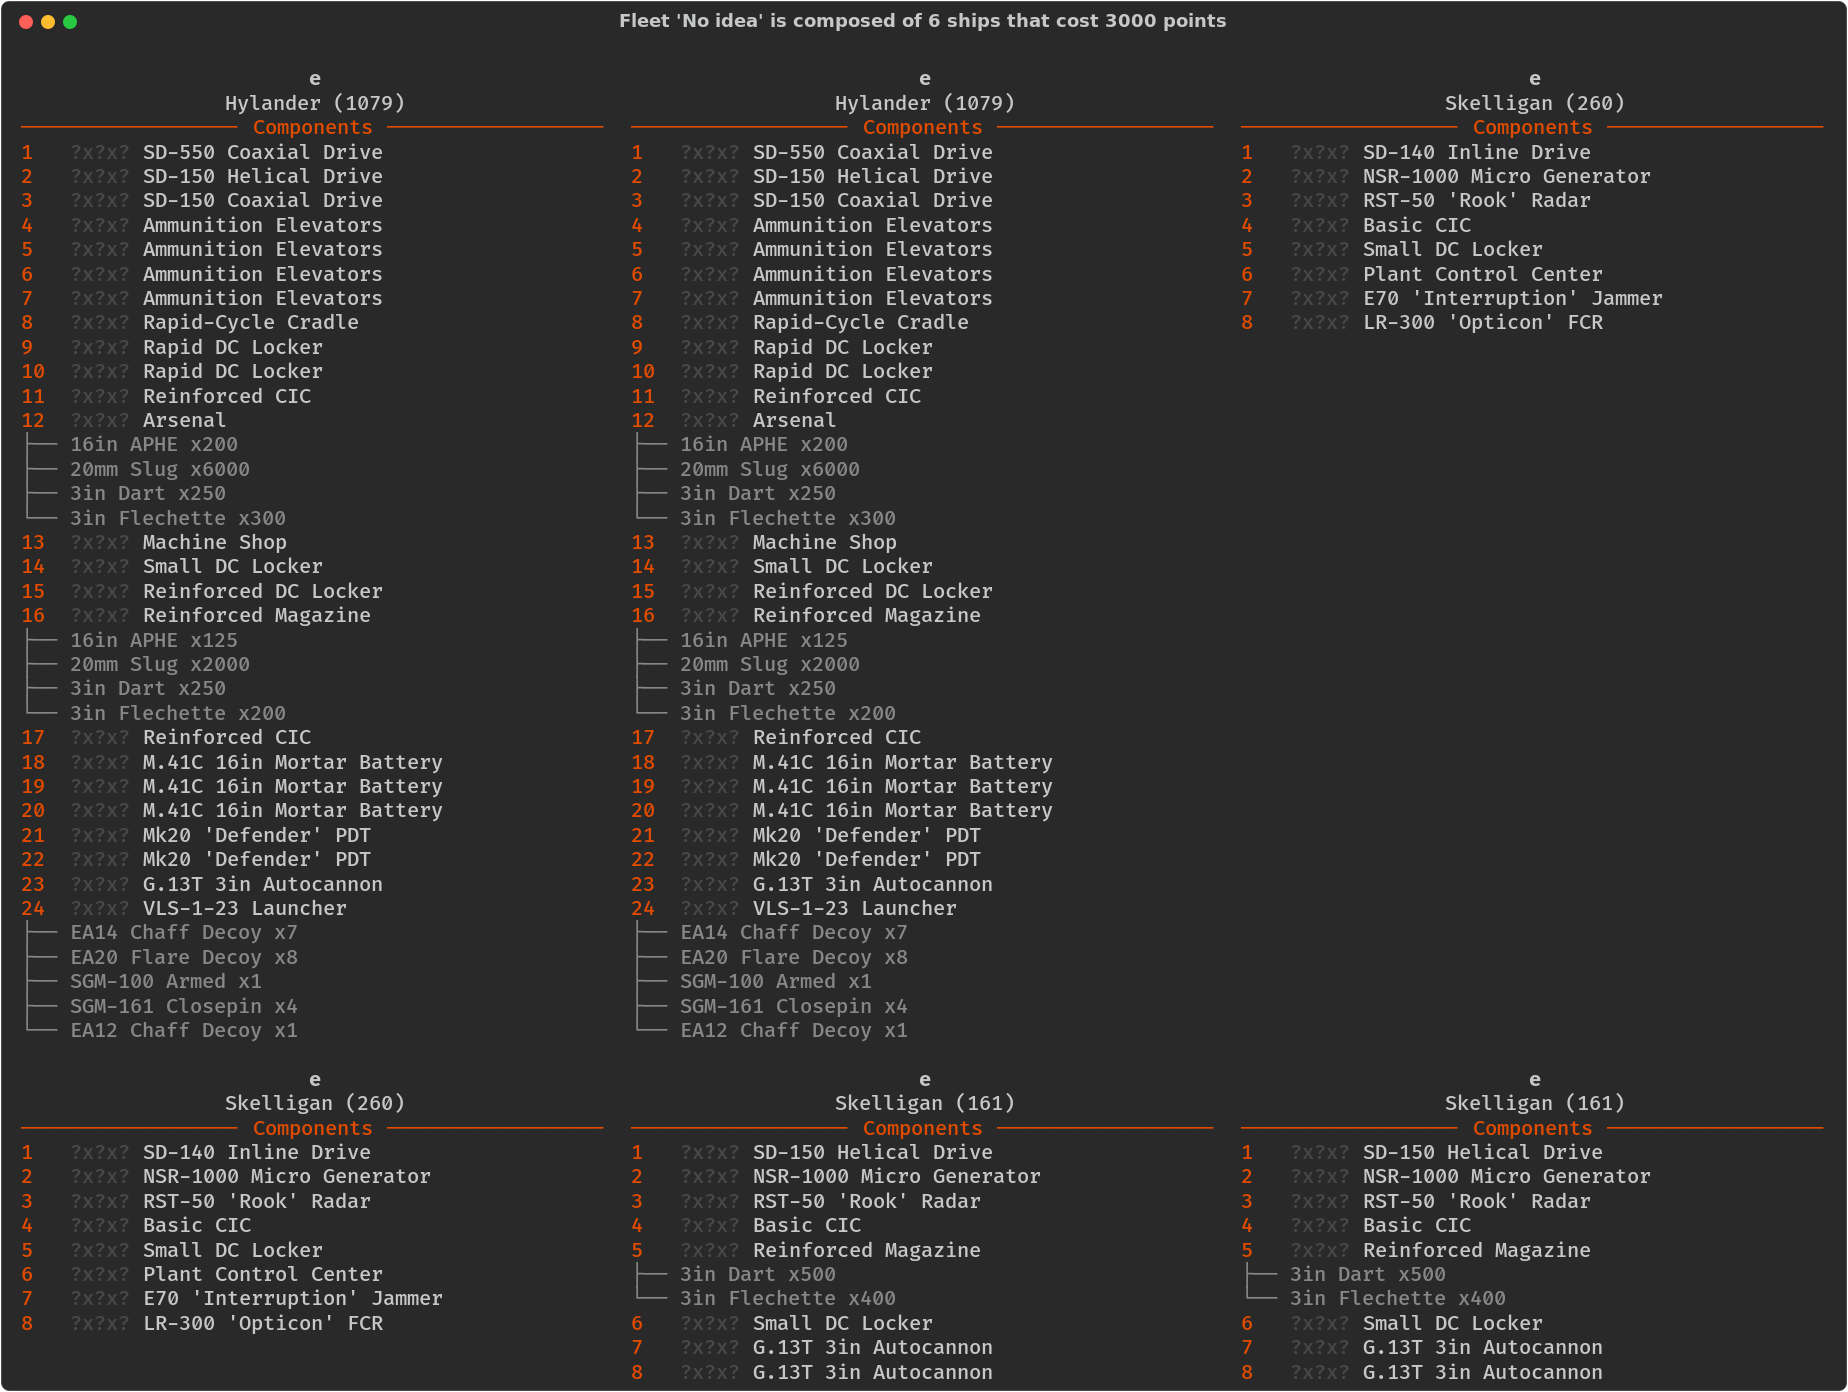 Fleet 'No idea' is composed of 6 ships that cost 3000 points
e
Hylander (1079)
Components
1 ?x?x? SD-550 Coaxial Drive
2 ?x?x? SD-150 Helical Drive
3 ?x?x? SD-150 Coaxial Drive
4 ?x?x? Ammunition Elevators
5 ?x?x? Ammunition Elevators
6 ?x?x? Ammunition Elevators
7 ?x?x? Ammunition Elevators
8 ?x?x? Rapid-Cycle Cradle
9 ?x?x? Rapid DC Locker
10 ?x?x? Rapid DC Locker
11 ?x?x? Reinforced CIC
12 ?x?x? Arsenal
16in APHE x200
20mm Slug x6000
3in Dart x250
3in Flechette x300
13 ?x?x? Machine Shop
14 ?x?x? Small DC Locker
15 ?x?x? Reinforced DC Locker
16 ?x?x? Reinforced Magazine
16in APHE x125
20mm Slug x2000
3in Dart x250
3in Flechette x200
17 ?x?x? Reinforced CIC
18 ?x?x? M.41C 16in Mortar Battery
19 ?x?x? M.41C 16in Mortar Battery
20 ?x?x? M.41C 16in Mortar Battery
21 ?x?x? Mk20 'Defender' PDT
22 ?x?x? Mk20 'Defender' PDT
23 ?x?x? G.13T 3in Autocannon
24 ?x?x? VLS-1-23 Launcher
EA14 Chaff Decoy x7
EA20 Flare Decoy x8
SGM-100 Armed x1
SGM-161 Closepin x4
EA12 Chaff Decoy x1
e
Hylander (1079)
Components
1 ?x?x? SD-550 Coaxial Drive
2 ?x?x? SD-150 Helical Drive
3 ?x?x? SD-150 Coaxial Drive
4 ?x?x? Ammunition Elevators
5 ?x?x? Ammunition Elevators
6 ?x?x? Ammunition Elevators
7 ?x?x? Ammunition Elevators
8 ?x?x? Rapid-Cycle Cradle
9 ?x?x? Rapid DC Locker
10 ?x?x? Rapid DC Locker
11 ?x?x? Reinforced CIC
12 ?x?x? Arsenal
16in APHE x200
20mm Slug x6000
3in Dart x250
3in Flechette x300
13 ?x?x? Machine Shop
14 ?x?x? Small DC Locker
15 ?x?x? Reinforced DC Locker
16 ?x?x? Reinforced Magazine
16in APHE x125
20mm Slug x2000
3in Dart x250
3in Flechette x200
17 ?x?x? Reinforced CIC
18 ?x?x? M.41C 16in Mortar Battery
19 ?x?x? M.41C 16in Mortar Battery
20 ?x?x? M.41C 16in Mortar Battery
21 ?x?x? Mk20 'Defender' PDT
22 ?x?x? Mk20 'Defender' PDT
23 ?x?x? G.13T 3in Autocannon
24 ?x?x? VLS-1-23 Launcher
EA14 Chaff Decoy x7
EA20 Flare Decoy x8
SGM-100 Armed x1
SGM-161 Closepin x4
EA12 Chaff Decoy x1
e
Skelligan (260)
Components
1 ?x?x? SD-140 Inline Drive
2 ?x?x? NSR-1000 Micro Generator
3 ?x?x? RST-50 'Rook' Radar
4 ?x?x? Basic CIC
5 ?x?x? Small DC Locker
6 ?x?x? Plant Control Center
7 ?x?x? E70 'Interruption' Jammer
8 ?x?x? LR-300 'Opticon' FCR
e
Skelligan (260)
Components
1 ?x?x? SD-140 Inline Drive
2 ?x?x? NSR-1000 Micro Generator
3 ?x?x? RST-50 'Rook' Radar
4 ?x?x? Basic CIC
5 ?x?x? Small DC Locker
6 ?x?x? Plant Control Center
7 ?x?x? E70 'Interruption' Jammer
8 ?x?x? LR-300 'Opticon' FCR
e
Skelligan (161)
Components
1 ?x?x? SD-150 Helical Drive
2 ?x?x? NSR-1000 Micro Generator
3 ?x?x? RST-50 'Rook' Radar
4 ?x?x? Basic CIC
5 ?x?x? Reinforced Magazine
3in Dart x500
3in Flechette x400
6 ?x?x? Small DC Locker
7 ?x?x? G.13T 3in Autocannon
8 ?x?x? G.13T 3in Autocannon
e
Skelligan (161)
Components
1 ?x?x? SD-150 Helical Drive
2 ?x?x? NSR-1000 Micro Generator
3 ?x?x? RST-50 'Rook' Radar
4 ?x?x? Basic CIC
5 ?x?x? Reinforced Magazine
3in Dart x500
3in Flechette x400
6 ?x?x? Small DC Locker
7 ?x?x? G.13T 3in Autocannon
8 ?x?x? G.13T 3in Autocannon